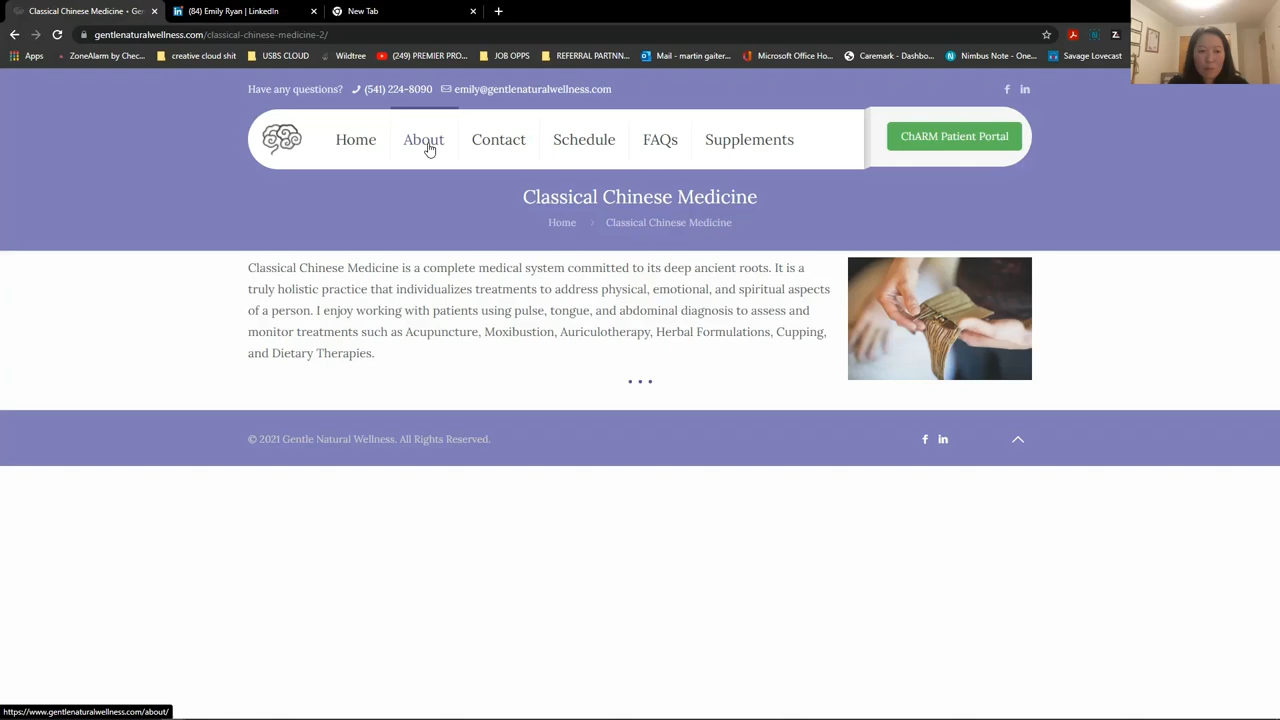 Classical Chinese Medicine • Gen
(84) Emily Ryan | LinkedIn
New Tab
gentlenaturalwellness.com/classical-chinese-medicine-2/
Apps
ZoneAlarm by Chec...
creative cloud shit
USBS CLOUD
Wildtree
(249) PREMIER PRO...
JOB OPPS
REFERRAL PARTNN...
Mail - martin gaiter...
Microsoft Office Ho...
Caremark - Dashbo...
Nimbus Note - One...
Savage Lovecast
Have any questions? (541) 224-8090 emily@gentlenaturalwellness.com
Home About Contact Schedule FAQs Supplements
ChARM Patient Portal
Classical Chinese Medicine
Home > Classical Chinese Medicine
Classical Chinese Medicine is a complete medical system committed to its deep ancient roots. It is a
truly holistic practice that individualizes treatments to address physical, emotional, and spiritual aspects
of a person. I enjoy working with patients using pulse, tongue, and abdominal diagnosis to assess and
monitor treatments such as Acupuncture, Moxibustion, Auriculotherapy, Herbal Formulations, Cupping,
and Dietary Therapies.
© 2021 Gentle Natural Wellness. All Rights Reserved.
https://www.gentlenaturalwellness.com/about/